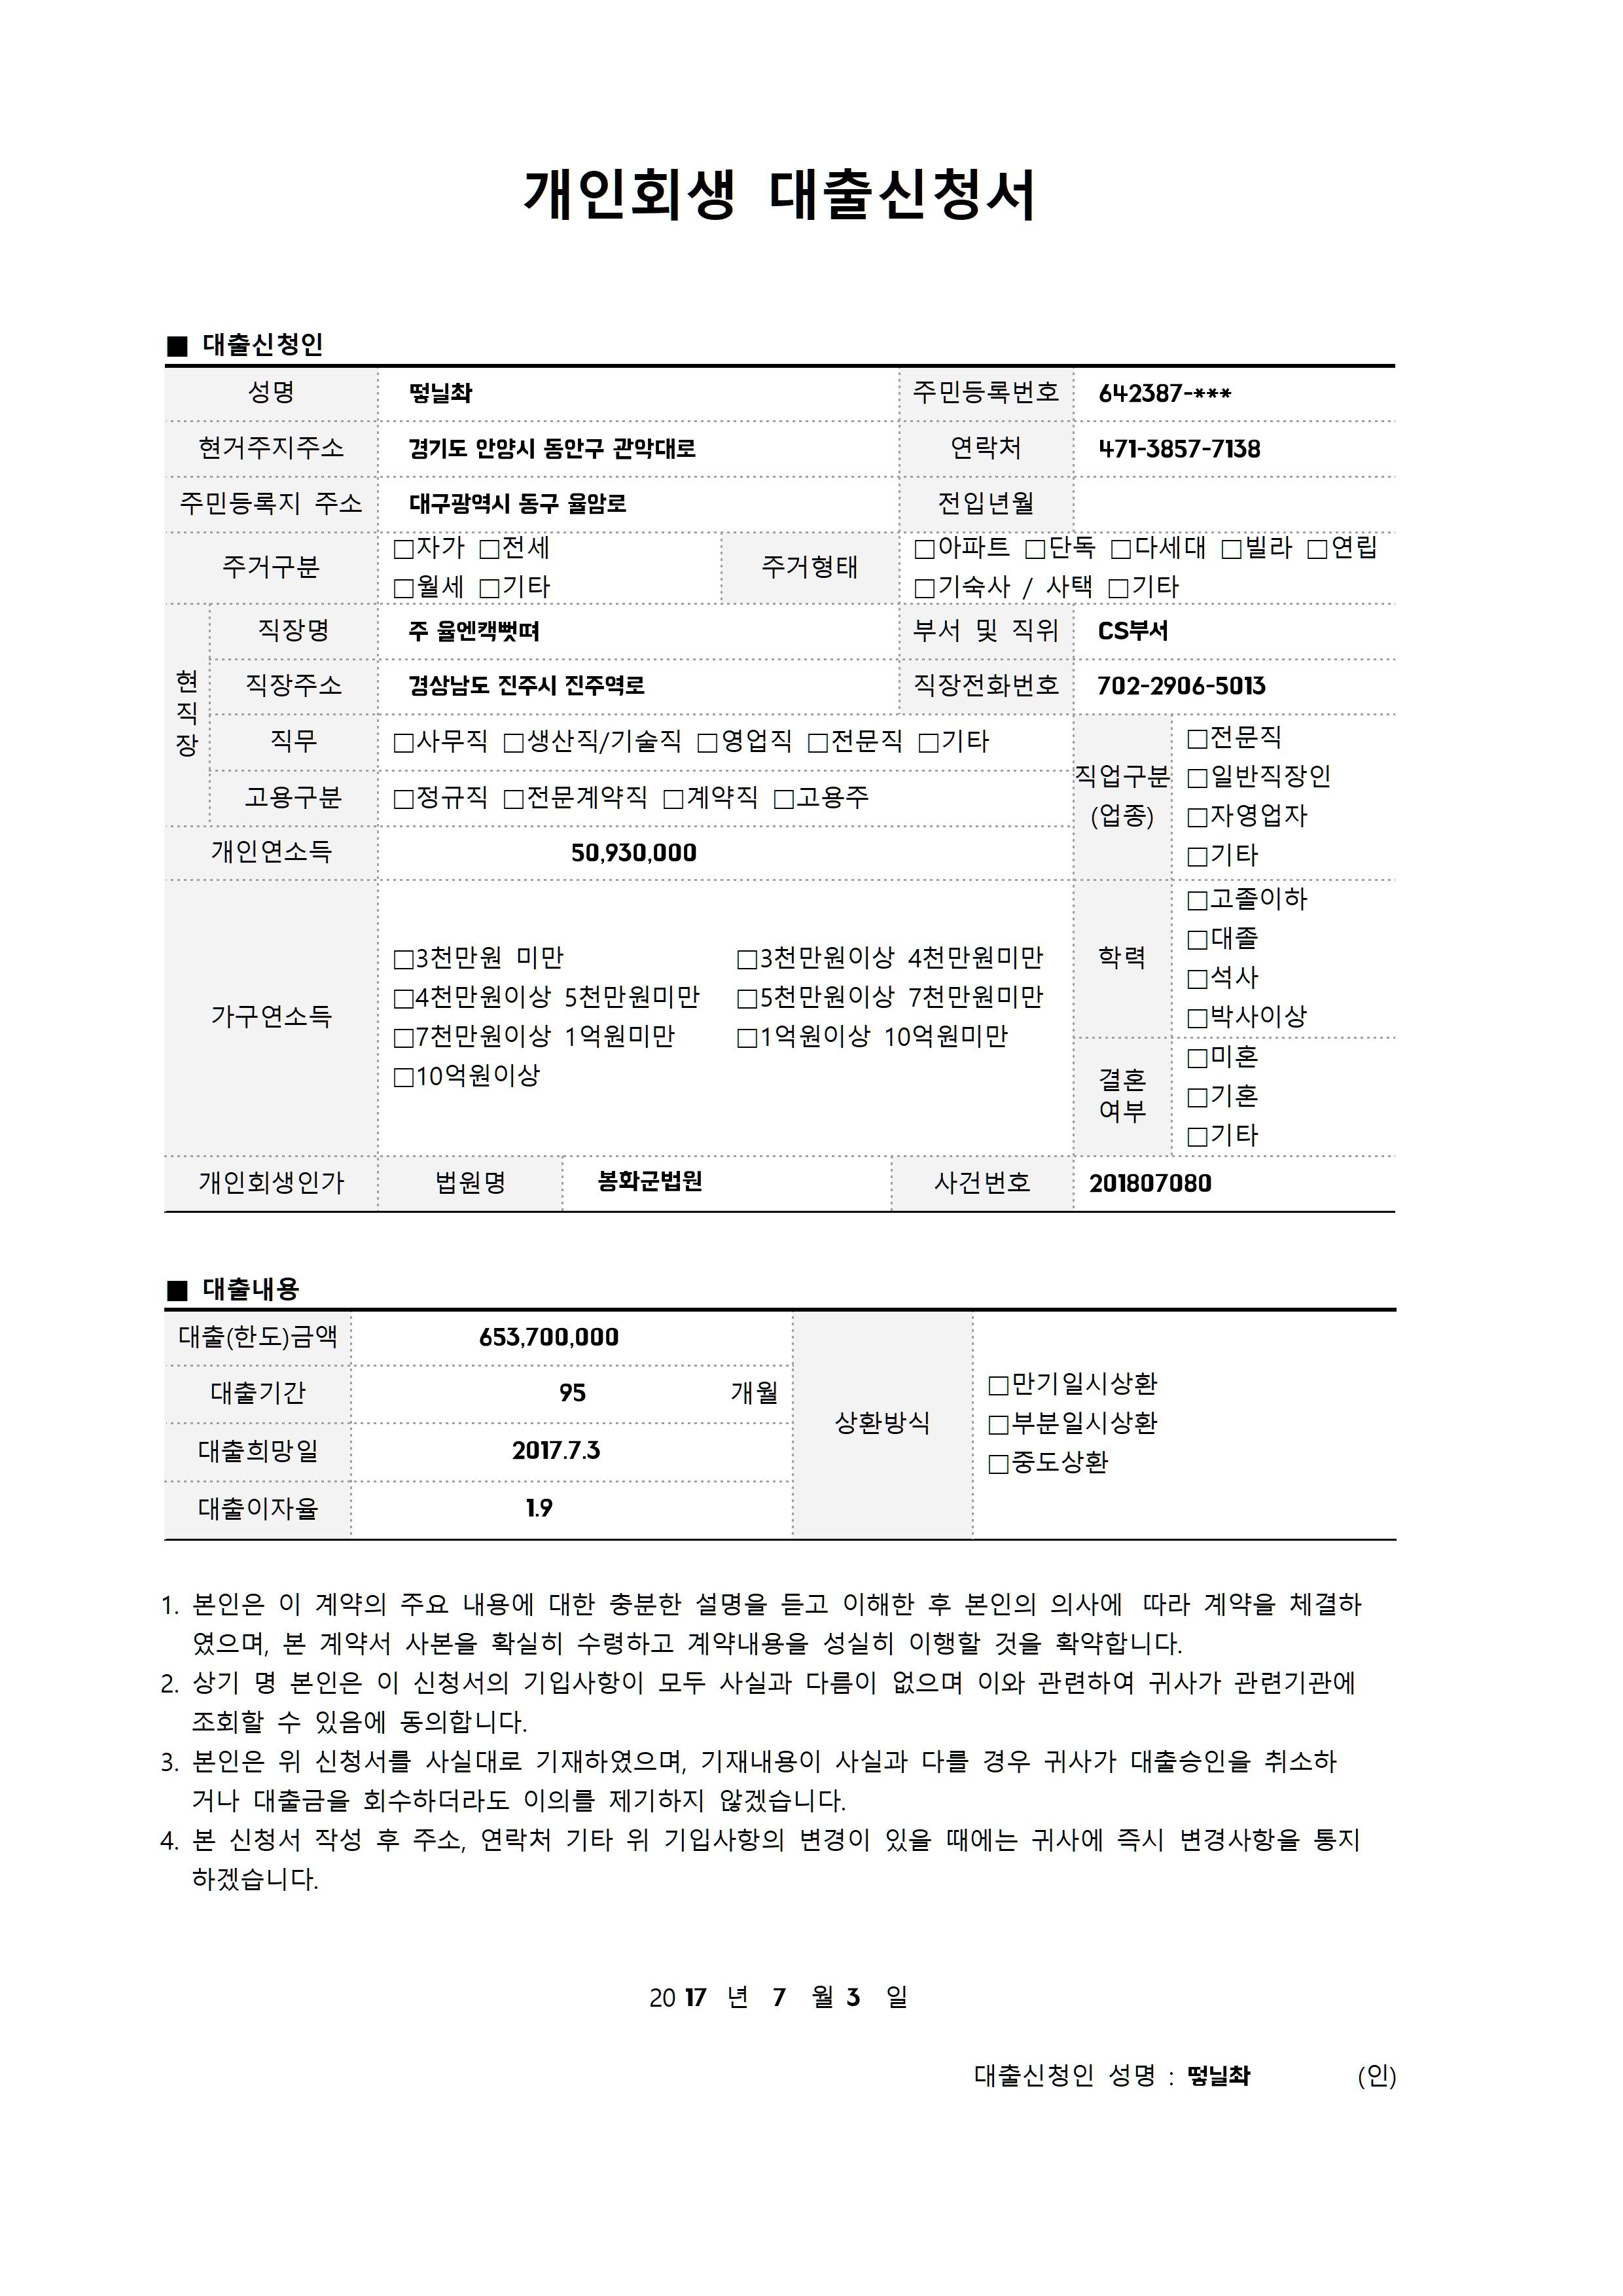 개인회생 대출신청서
■ 대출신청인
성명 떻닐촤 주민등록번호 642387-***
현거주지주소 경기도 안양시 동안구 관악대로 연락처 471-3857-7138
주민등록지 주소 대구광역시 동구 율암로 전입년월
주거구분 □자가 □전세 □월세 □기타 주거형태 □아파트 □단독 □다세대 □빌라 □연립 □기숙사 / 사택 □기타
현직장
직장명 주 율엔캑뻣뗘 부서 및 직위 CS부서
직장주소 경상남도 진주시 진주역로 직장전화번호 702-2906-5013
직무 □사무직 □생산직/기술직 □영업직 □전문직 □기타
고용구분 □정규직 □전문계약직 □계약직 □고용주
직업구분 (업종)
□전문직
□일반직장인
□자영업자
□기타
개인연소득 50,930,000
가구연소득
□3천만원 미만 □3천만원이상 4천만원미만
□4천만원이상 5천만원미만 □5천만원이상 7천만원미만
□7천만원이상 1억원미만 □1억원이상 10억원미만
□10억원이상
학력
□고졸이하
□대졸
□석사
□박사이상
결혼여부
□미혼
□기혼
□기타
개인회생인가 법원명 봉화군법원 사건번호 201807080
■ 대출내용
대출(한도)금액 653,700,000
대출기간 95 개월
대출희망일 2017.7.3
대출이자율 1.9
상환방식
□만기일시상환
□부분일시상환
□중도상환
1. 본인은 이 계약의 주요 내용에 대한 충분한 설명을 듣고 이해한 후 본인의 의사에 따라 계약을 체결하
였으며, 본 계약서 사본을 확실히 수령하고 계약내용을 성실히 이행할 것을 확약합니다.
2. 상기 명 본인은 이 신청서의 기입사항이 모두 사실과 다름이 없으며 이와 관련하여 귀사가 관련기관에
조회할 수 있음에 동의합니다.
3. 본인은 위 신청서를 사실대로 기재하였으며, 기재내용이 사실과 다를 경우 귀사가 대출승인을 취소하
거나 대출금을 회수하더라도 이의를 제기하지 않겠습니다.
4. 본 신청서 작성 후 주소, 연락처 기타 위 기입사항의 변경이 있을 때에는 귀사에 즉시 변경사항을 통지
하겠습니다.
20 17 년 7 월 3 일
대출신청인 성명 : 떻닐촤 (인)